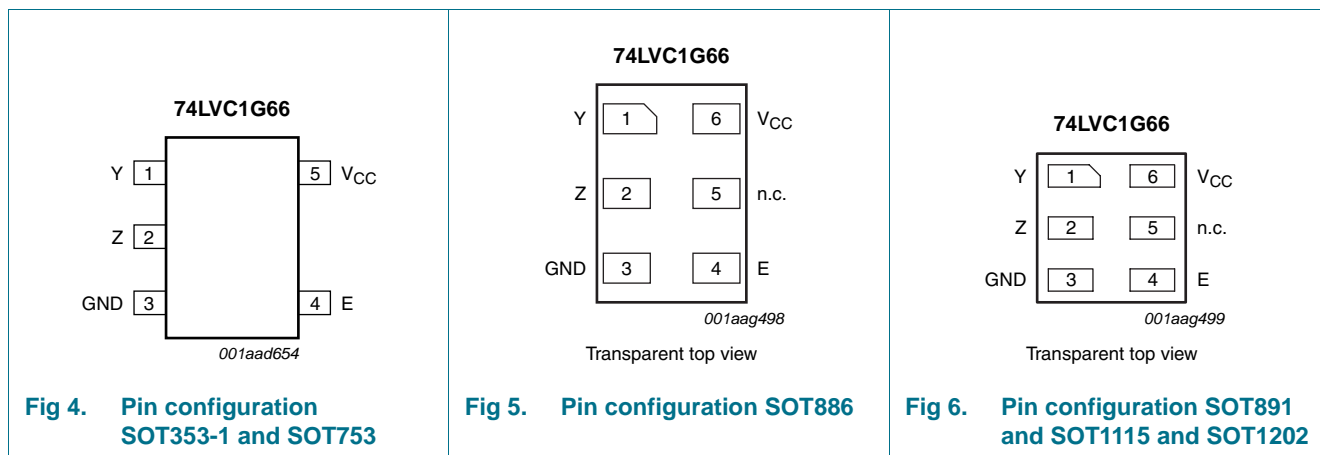 74LVC1G66
Y 1 5 VCC
Z 2
GND 3 4 E
001aad654
Fig 4. Pin configuration
SOT353-1 and SOT753
74LVC1G66
Y 1 6 VCC
Z 2 5 n.c.
GND 3 4 E
001aag498
Transparent top view
Fig 5. Pin configuration SOT886
74LVC1G66
Y 1 6 VCC
Z 2 5 n.c.
GND 3 4 E
001aag499
Transparent top view
Fig 6. Pin configuration SOT891
and SOT1115 and SOT1202